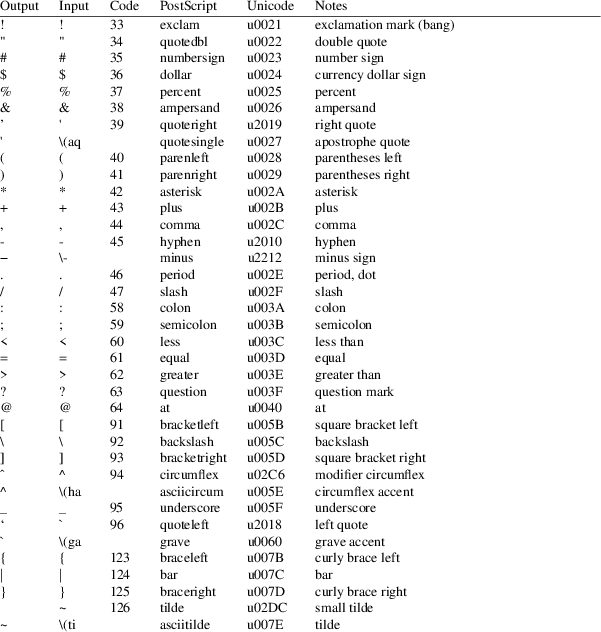 Output Input Code PostScript Unicode Notes
! ! 33 exclam u0021 exclamation mark (bang)
" " 34 quotedbl u0022 double quote
# # 35 numbersign u0023 number sign
$ $ 36 dollar u0024 currency dollar sign
% % 37 percent u0025 percent
& & 38 ampersand u0026 ampersand
’ ' 39 quoteright u2019 right quote
' \(aq quotesingle u0027 apostrophe quote
( ( 40 parenleft u0028 parentheses left
) ) 41 parenright u0029 parentheses right
* * 42 asterisk u002A asterisk
+ + 43 plus u002B plus
, , 44 comma u002C comma
- - 45 hyphen u2010 hyphen
− \- minus u2212 minus sign
. . 46 period u002E period, dot
/ / 47 slash u002F slash
: : 58 colon u003A colon
; ; 59 semicolon u003B semicolon
< < 60 less u003C less than
= = 61 equal u003D equal
> > 62 greater u003E greater than
? ? 63 question u003F question mark
@ @ 64 at u0040 at
[ [ 91 bracketleft u005B square bracket left
\ \ 92 backslash u005C backslash
] ] 93 bracketright u005D square bracket right
ˆ ^ 94 circumflex u02C6 modifier circumflex
^ \(ha asciicircum u005E circumflex accent
_ _ 95 underscore u005F underscore
‘ ` 96 quoteleft u2018 left quote
` \(ga grave u0060 grave accent
{ { 123 braceleft u007B curly brace left
| | 124 bar u007C bar
} } 125 braceright u007D curly brace right
~ 126 tilde u02DC small tilde
~ \(ti asciitilde u007E tilde